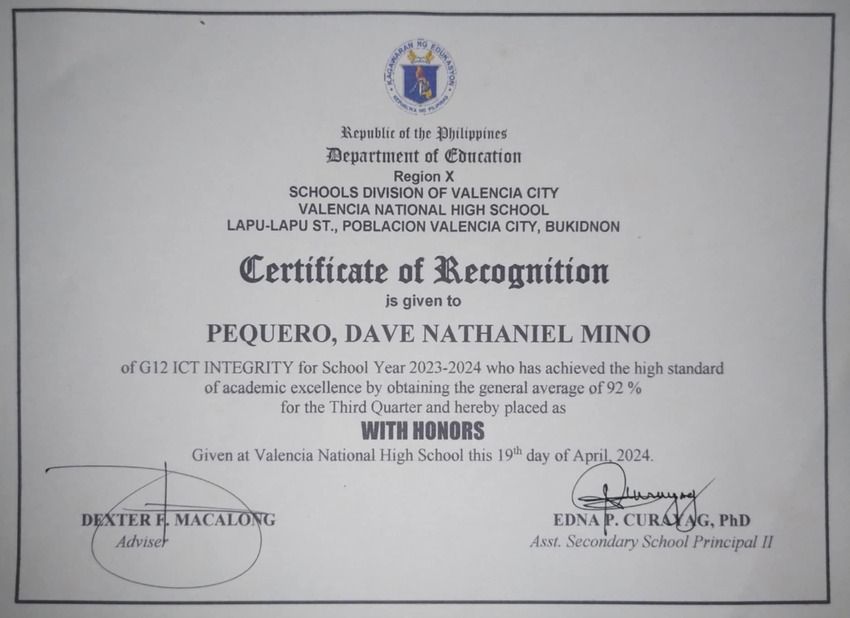 KAGAWARAN NG EDUKASYON
REPUBLIKA NG PILIPINAS
Republic of the Philippines
Department of Education
Region X
SCHOOLS DIVISION OF VALENCIA CITY
VALENCIA NATIONAL HIGH SCHOOL
LAPU-LAPU ST., POBLACION VALENCIA CITY, BUKIDNON
Certificate of Recognition
is given to
PEQUERO, DAVE NATHANIEL MINO
of G12 ICT INTEGRITY for School Year 2023-2024 who has achieved the high standard
of academic excellence by obtaining the general average of 92 %
for the Third Quarter and hereby placed as
WITH HONORS
Given at Valencia National High School this 19th day of April, 2024.
DEXTER F. MACALONG
Adviser
EDNA P. CURAYAG, PhD
Asst. Secondary School Principal II